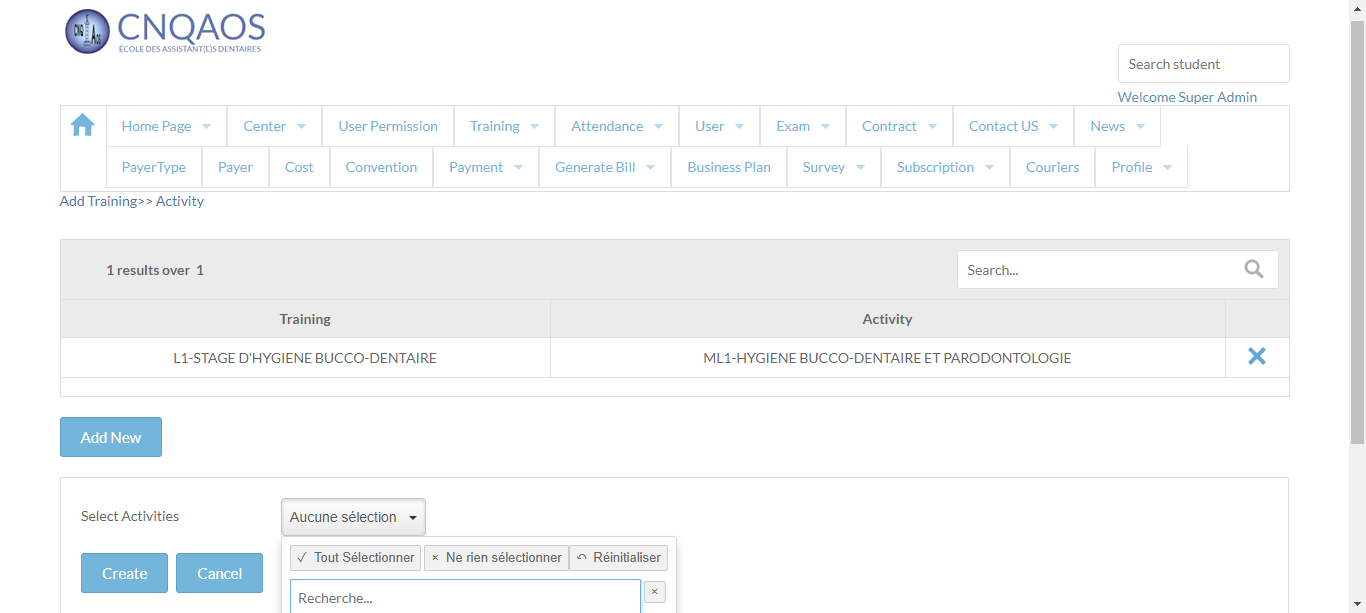 CNQAOS
ÉCOLE DES ASSISTANT(E)S DENTAIRES
Search student
Welcome Super Admin
Home Page Center User Permission Training Attendance User Exam Contract Contact US News
PayerType Payer Cost Convention Payment Generate Bill Business Plan Survey Subscription Couriers Profile
Add Training>> Activity
1 results over 1
Search...
Training Activity
L1-STAGE D'HYGIENE BUCCO-DENTAIRE ML1-HYGIENE BUCCO-DENTAIRE ET PARODONTOLOGIE
Add New
Select Activities Aucune sélection
Tout Sélectionner Ne rien sélectionner Réinitialiser
Create Cancel
Recherche...